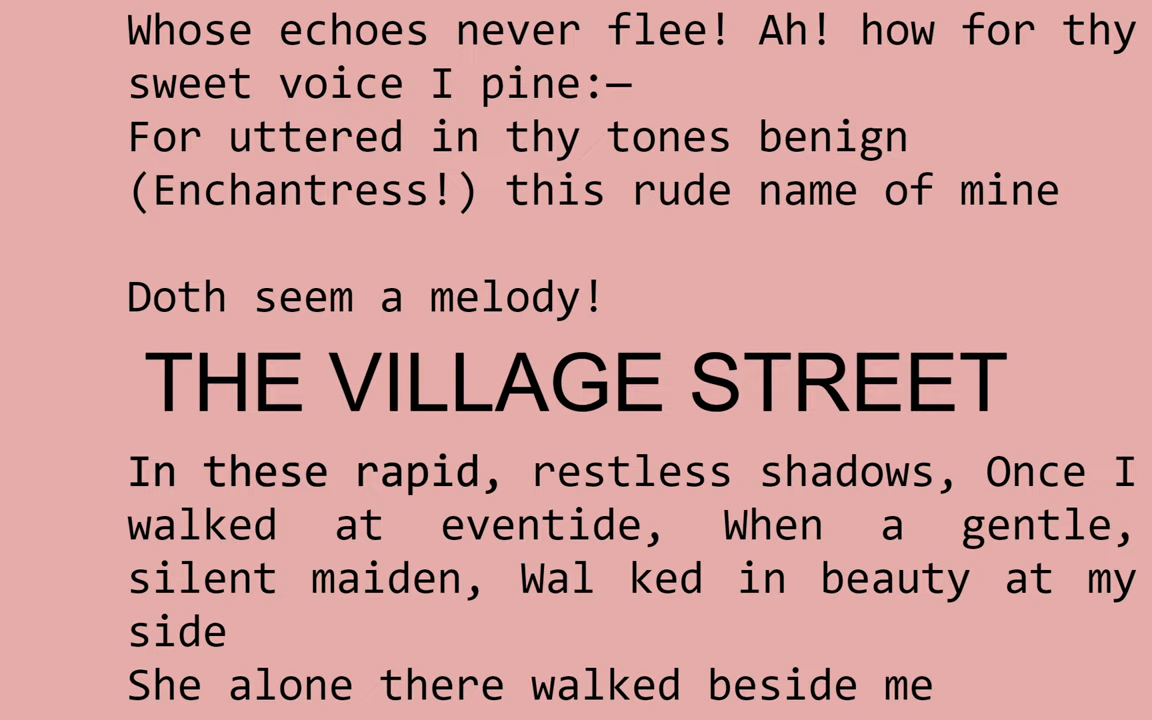 Whose echoes never flee! Ah! how for thy
sweet voice I pine:—
For uttered in thy tones benign
(Enchantress!) this rude name of mine
Doth seem a melody!
THE VILLAGE STREET
In these rapid, restless shadows, Once I
walked at eventide, When a gentle,
silent maiden, Wal ked in beauty at my
side
She alone there walked beside me